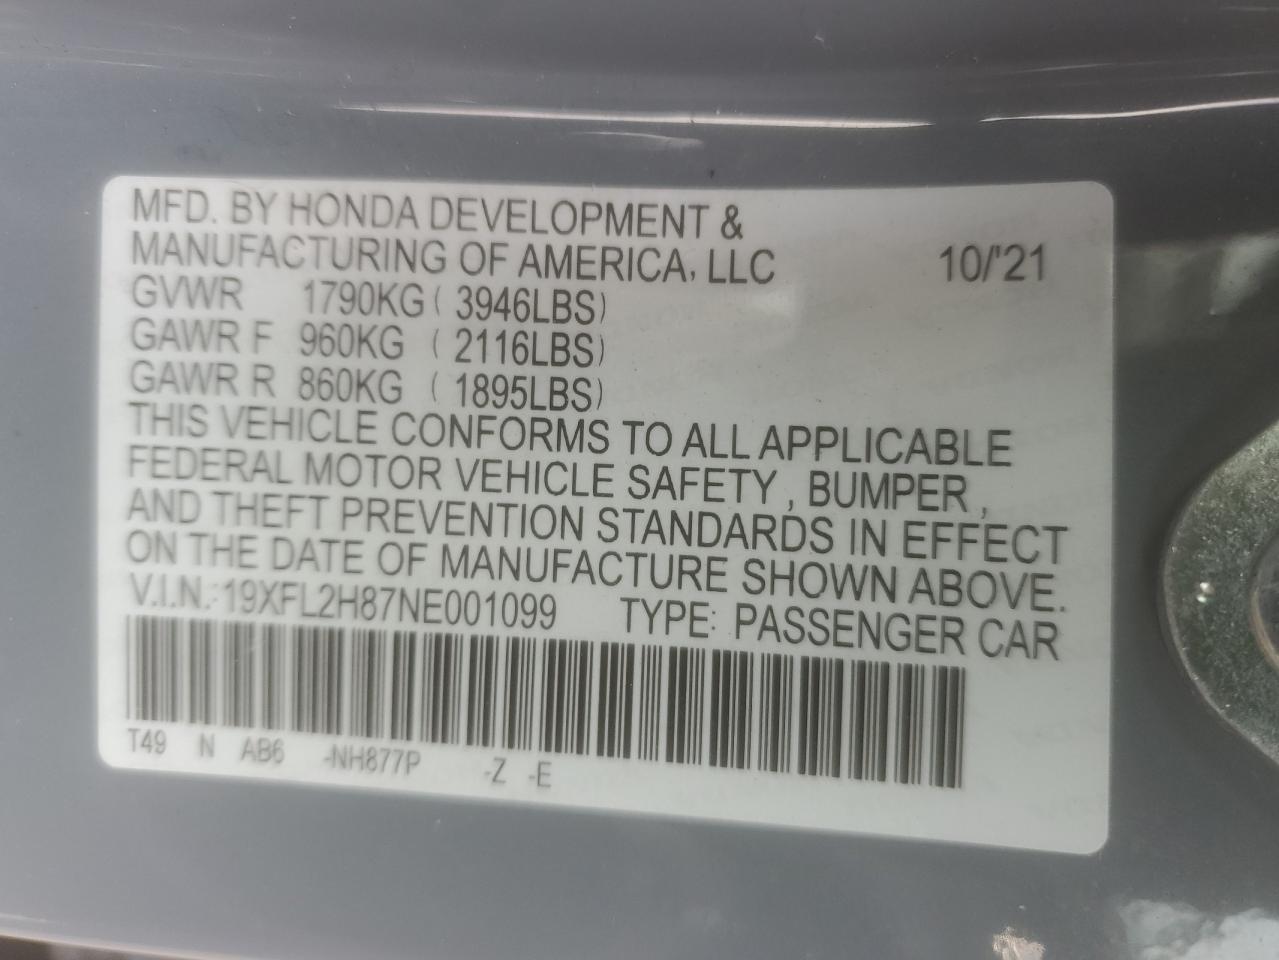 MFD. BY HONDA DEVELOPMENT &
MANUFACTURING OF AMERICA, LLC 10/'21
GVWR 1790KG ( 3946LBS)
GAWR F 960KG ( 2116LBS)
GAWR R 860KG ( 1895LBS)
THIS VEHICLE CONFORMS TO ALL APPLICABLE
FEDERAL MOTOR VEHICLE SAFETY , BUMPER ,
AND THEFT PREVENTION STANDARDS IN EFFECT
ON THE DATE OF MANUFACTURE SHOWN ABOVE.
V.I.N.: 19XFL2H87NE001099 TYPE: PASSENGER CAR
T49 N AB6 -NH877P -Z -E